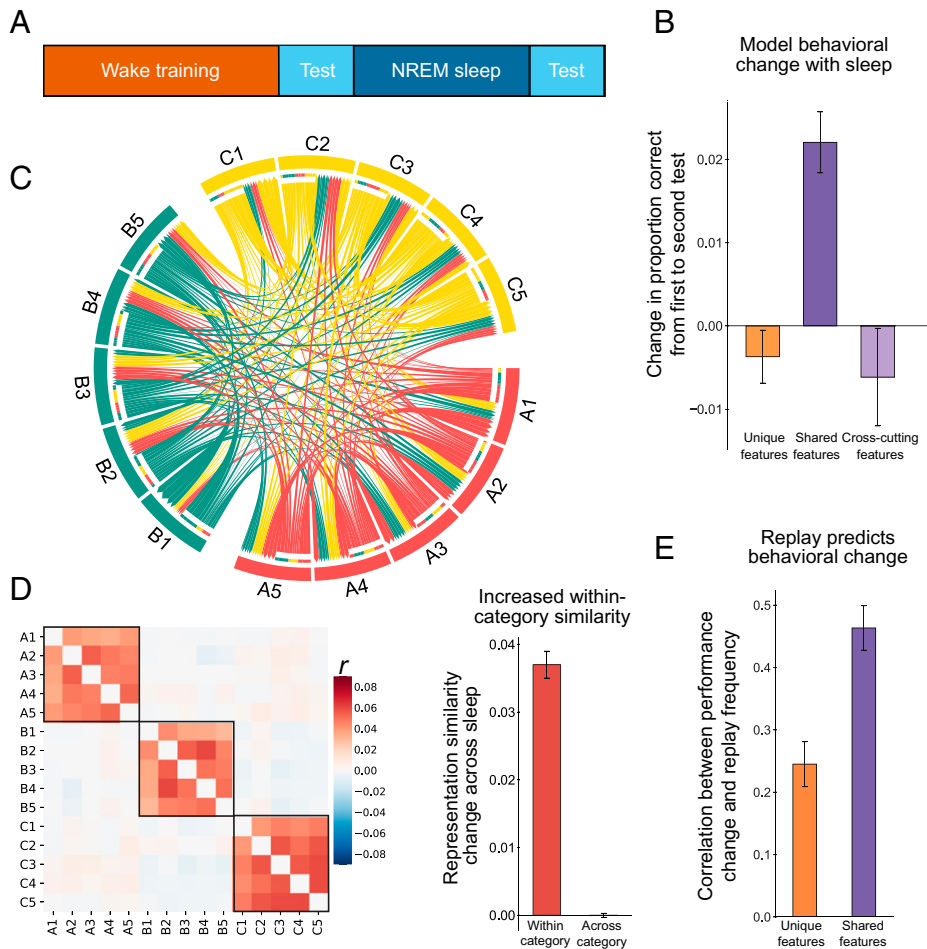 A
Wake training
Test
NREM sleep
Test
B
Model behavioral
change with sleep
Change in proportion correct
from first to second test
0.02
0.01
0.00
−0.01
Unique
features
Shared
features
Cross-cutting
features
C
C1
C2
C3
C4
C5
A1
A2
A3
A4
A5
B1
B2
B3
B4
B5
D
A1
A2
A3
A4
A5
B1
B2
B3
B4
B5
C1
C2
C3
C4
C5
A1
A2
A3
A4
A5
B1
B2
B3
B4
B5
C1
C2
C3
C4
C5
r
0.08
0.06
0.04
0.02
0.00
−0.02
−0.04
−0.06
−0.08
Increased within-
category similarity
Representation similarity
change across sleep
0.04
0.03
0.02
0.01
0.00
Within
category
Across
category
E
Replay predicts
behavioral change
Correlation between performance
change and replay frequency
0.5
0.4
0.3
0.2
0.1
0.0
Unique
features
Shared
features